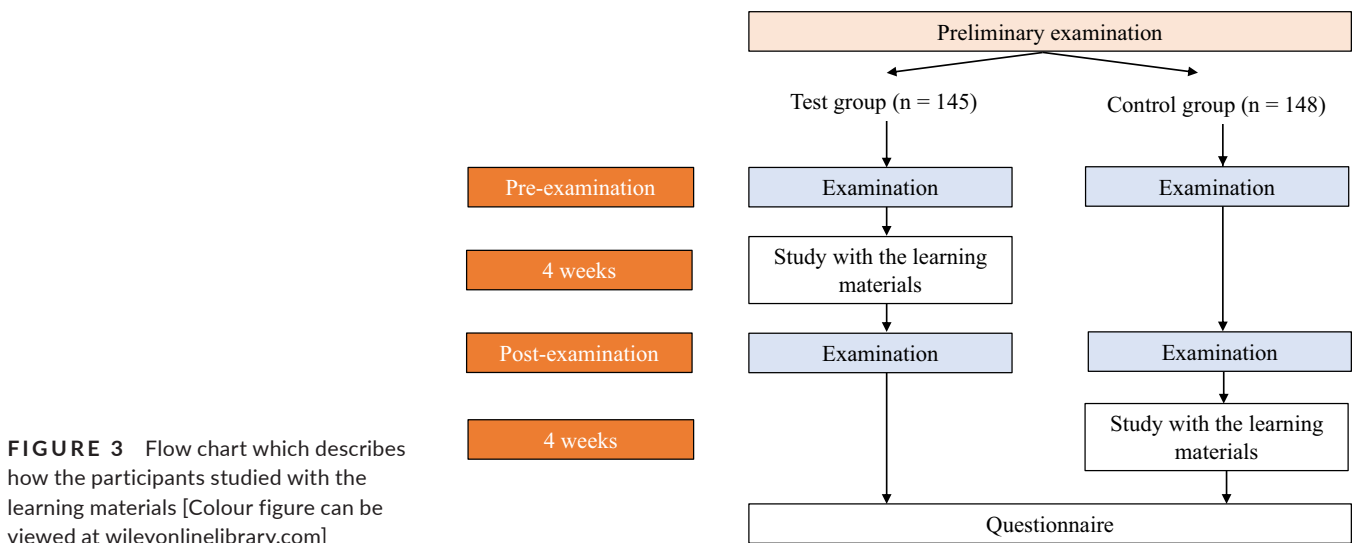 Preliminary examination
Test group (n = 145)
Control group (n = 148)
Pre-examination
Examination
Examination
4 weeks
Study with the learning
materials
Post-examination
Examination
Examination
4 weeks
Study with the learning
materials
Questionnaire
FIGURE 3 Flow chart which describes
how the participants studied with the
learning materials [Colour figure can be
viewed at wileyonlinelibrary.com]